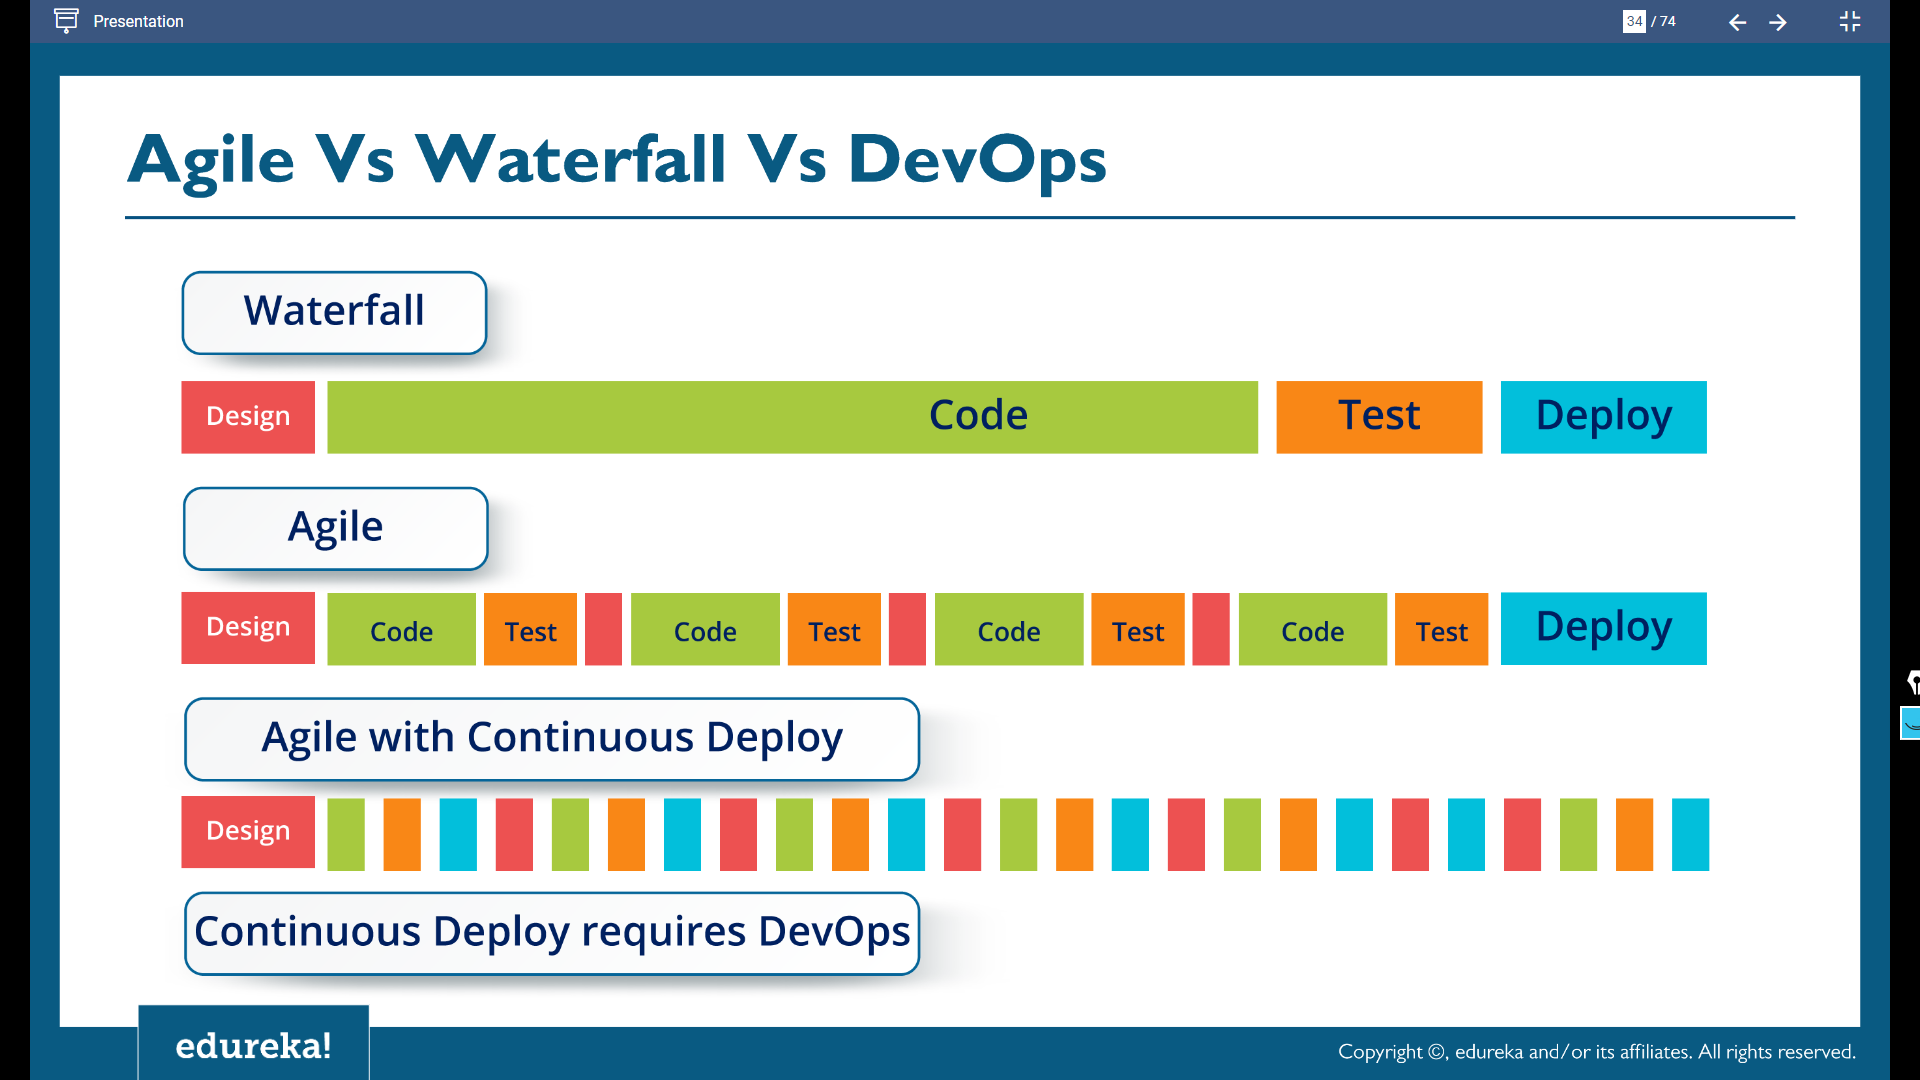 Presentation
34 / 74
Agile Vs Waterfall Vs DevOps
Waterfall
Design Code Test Deploy
Agile
Design Code Test Code Test Code Test Code Test Deploy
Agile with Continuous Deploy
Design
Continuous Deploy requires DevOps
edureka!
Copyright ©, edureka and/or its affiliates. All rights reserved.